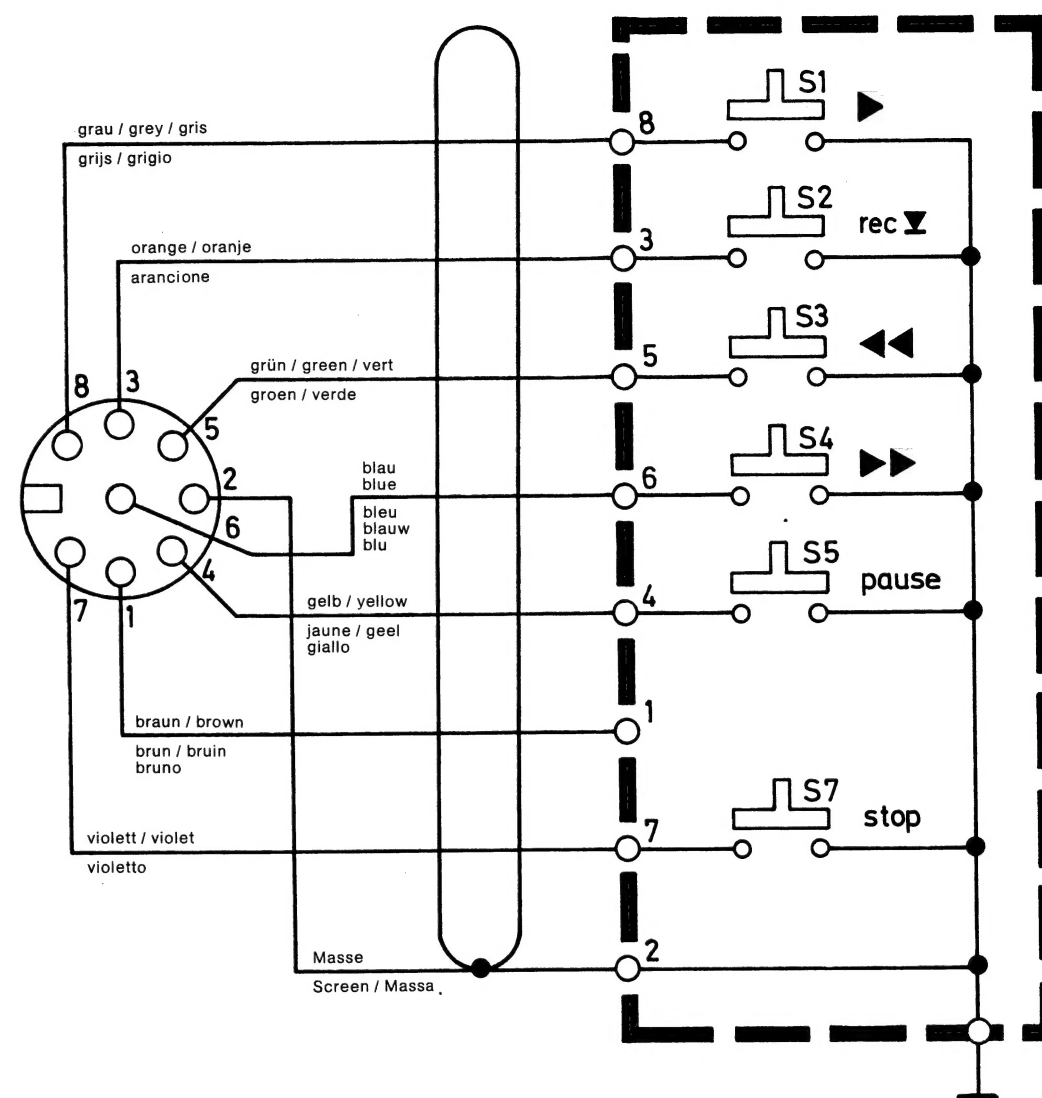 S1
8
grau / grey / gris
grijs / grigio
S2
rec
3
orange / oranje
arancione
S3
5
grün / green / vert
groen / verde
8
3
5
S4
2
blau
blue
6
bleu
blauw
blu
6
S5
4
pause
gelb / yellow
4
7
1
jaune / geel
giallo
1
braun / brown
brun / bruin
bruno
S7
stop
7
violett / violet
violetto
2
Masse
Screen / Massa